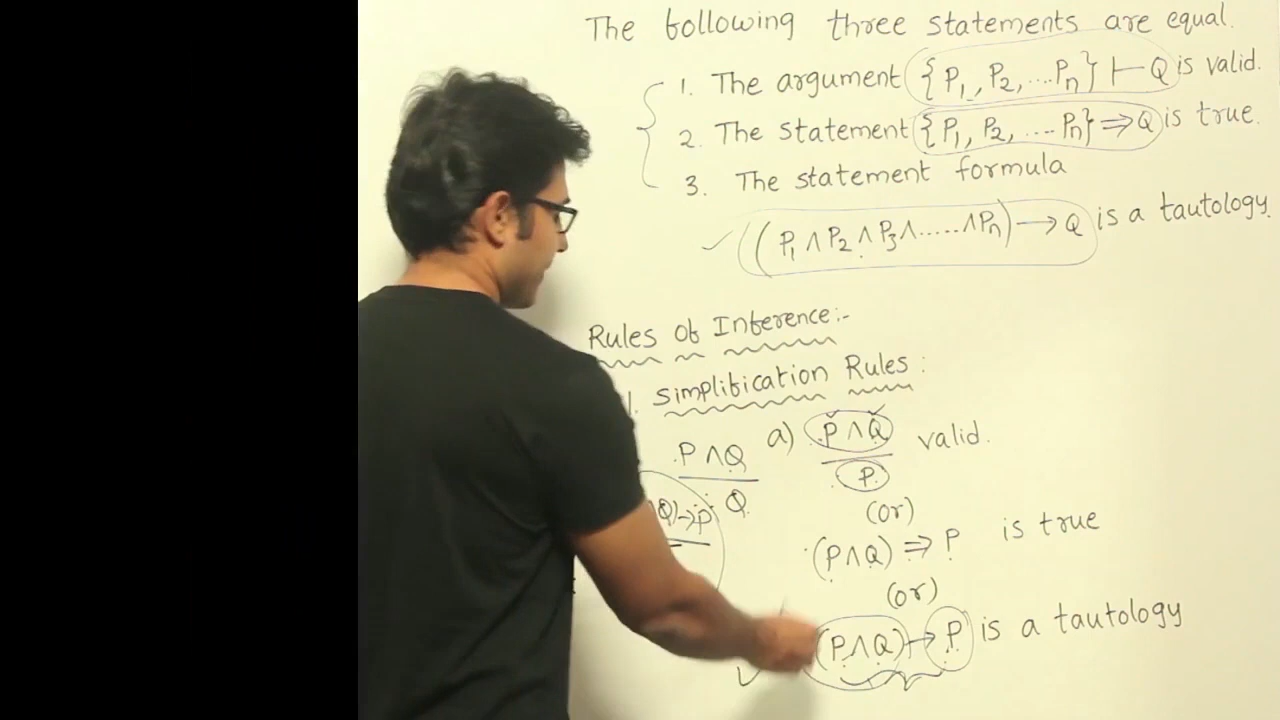 The following three statements are equal.
1. The argument {P1, P2, ....Pn} ⊢ Q is valid.
2. The Statement {P1, P2, .... Pn} ⇒ Q is true.
3. The statement formula
(P1 ∧ P2 ∧ P3 ∧ ...... ∧ Pn) → Q is a tautology.
Rules of Inference:-
1. Simplification Rules :
P ∧ Q a) P ∧ Q valid.
Q P
Q) → P (or)
(P ∧ Q) ⇒ P is true
(or)
(P ∧ Q) → P is a tautology